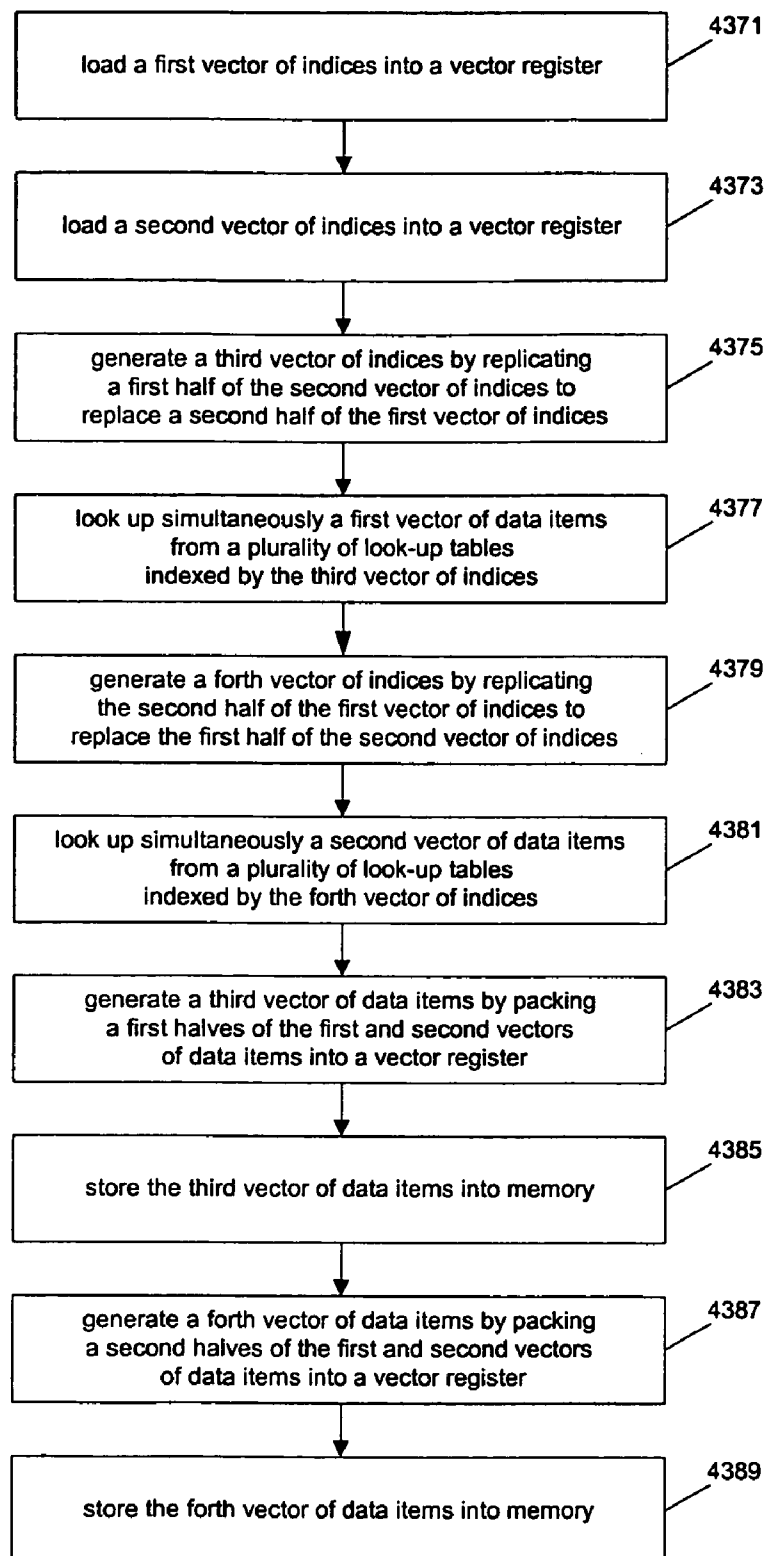 4371
load a first vector of indices into a vector register
4373
load a second vector of indices into a vector register
4375
generate a third vector of indices by replicating
a first half of the second vector of indices to
replace a second half of the first vector of indices
4377
look up simultaneously a first vector of data items
from a plurality of look-up tables
indexed by the third vector of indices
4379
generate a forth vector of indices by replicating
the second half of the first vector of indices to
replace the first half of the second vector of indices
4381
look up simultaneously a second vector of data items
from a plurality of look-up tables
indexed by the forth vector of indices
4383
generate a third vector of data items by packing
a first halves of the first and second vectors
of data items into a vector register
4385
store the third vector of data items into memory
4387
generate a forth vector of data items by packing
a second halves of the first and second vectors
of data items into a vector register
4389
store the forth vector of data items into memory